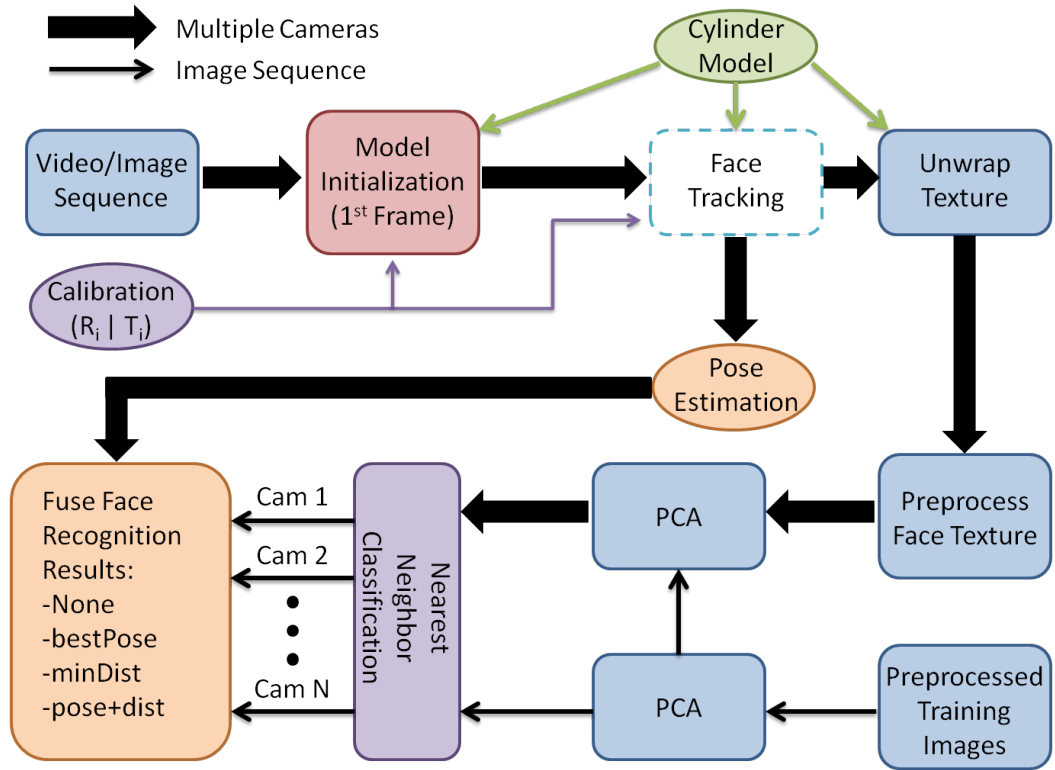 Multiple Cameras
Image Sequence
Cylinder
Model
Video/Image
Sequence
Model
Initialization
(1st Frame)
Face
Tracking
Unwrap
Texture
Calibration
(Ri | Ti)
Pose
Estimation
Fuse Face
Recognition
Results:
-None
-bestPose
-minDist
-pose+dist
Cam 1
Cam 2
Cam N
Nearest
Neighbor
Classification
PCA
Preprocess
Face Texture
PCA
Preprocessed
Training
Images